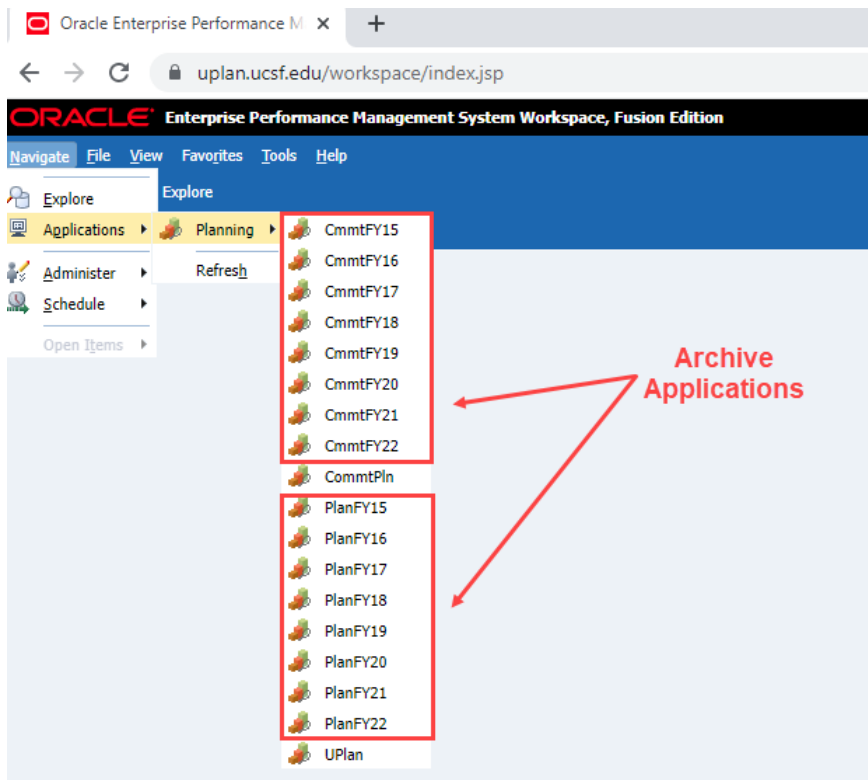 Oracle Enterprise Performance M
uplan.ucsf.edu/workspace/index.jsp
ORACLE Enterprise Performance Management System Workspace, Fusion Edition
Navigate File View Favorites Tools Help
Explore Explore
Applications Planning CmmtFY15
CmmtFY16
Administer Refresh CmmtFY17
Schedule CmmtFY18
Open Items CmmtFY19
CmmtFY20
CmmtFY21
CmmtFY22
CommtPln
PlanFY15
PlanFY16
PlanFY17
PlanFY18
PlanFY19
PlanFY20
PlanFY21
PlanFY22
UPlan
Archive
Applications